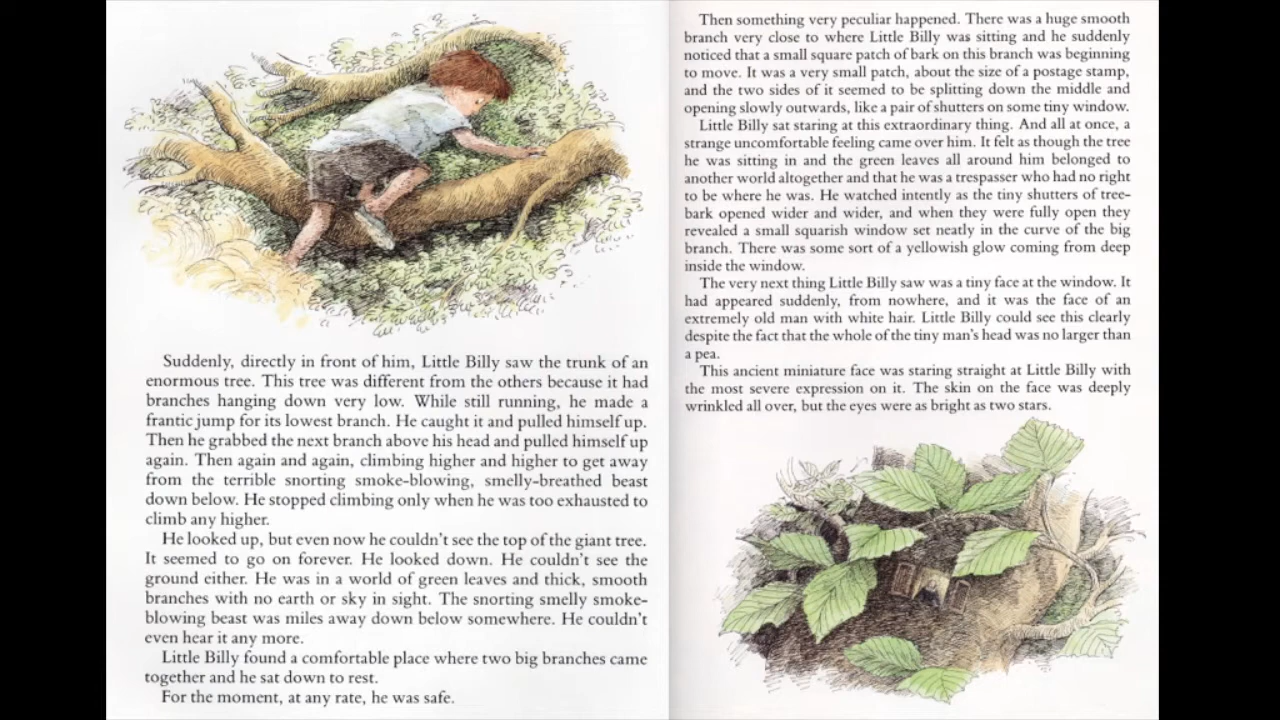 Suddenly, directly in front of him, Little Billy saw the trunk of an
enormous tree. This tree was different from the others because it had
branches hanging down very low. While still running, he made a
frantic jump for its lowest branch. He caught it and pulled himself up.
Then he grabbed the next branch above his head and pulled himself up
again. Then again and again, climbing higher and higher to get away
from the terrible snorting smoke-blowing, smelly-breathed beast
down below. He stopped climbing only when he was too exhausted to
climb any higher.
He looked up, but even now he couldn't see the top of the giant tree.
It seemed to go on forever. He looked down. He couldn't see the
ground either. He was in a world of green leaves and thick, smooth
branches with no earth or sky in sight. The snorting smelly smoke-
blowing beast was miles away down below somewhere. He couldn't
even hear it any more.
Little Billy found a comfortable place where two big branches came
together and he sat down to rest.
For the moment, at any rate, he was safe.
Then something very peculiar happened. There was a huge smooth
branch very close to where Little Billy was sitting and he suddenly
noticed that a small square patch of bark on this branch was beginning
to move. It was a very small patch, about the size of a postage stamp,
and the two sides of it seemed to be splitting down the middle and
opening slowly outwards, like a pair of shutters on some tiny window.
Little Billy sat staring at this extraordinary thing. And all at once, a
strange uncomfortable feeling came over him. It felt as though the tree
he was sitting in and the green leaves all around him belonged to
another world altogether and that he was a trespasser who had no right
to be where he was. He watched intently as the tiny shutters of tree-
bark opened wider and wider, and when they were fully open they
revealed a small squarish window set neatly in the curve of the big
branch. There was some sort of a yellowish glow coming from deep
inside the window.
The very next thing Little Billy saw was a tiny face at the window. It
had appeared suddenly, from nowhere, and it was the face of an
extremely old man with white hair. Little Billy could see this clearly
despite the fact that the whole of the tiny man's head was no larger than
a pea.
This ancient miniature face was staring straight at Little Billy with
the most severe expression on it. The skin on the face was deeply
wrinkled all over, but the eyes were as bright as two stars.